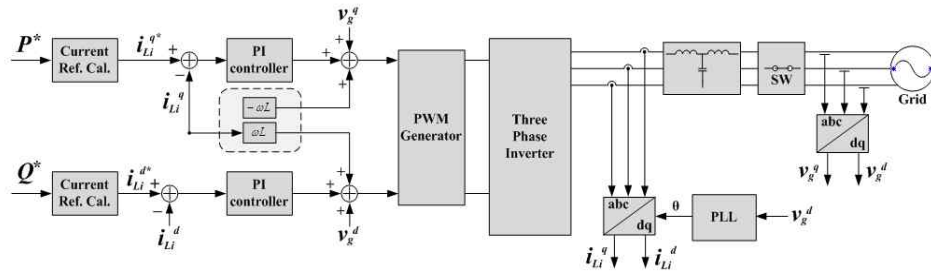 P*
Current
Ref. Cal.
i_Li^q*
+
−
i_Li^q
PI
controller
v_g^q
+
+
+
−ωL
ωL
Q*
Current
Ref. Cal.
i_Li^d*
+
−
i_Li^d
PI
controller
+
+
+
v_g^d
PWM
Generator
Three
Phase
Inverter
SW
Grid
abc
dq
v_g^q
v_g^d
abc
dq
θ
PLL
v_g^d
i_Li^q
i_Li^d